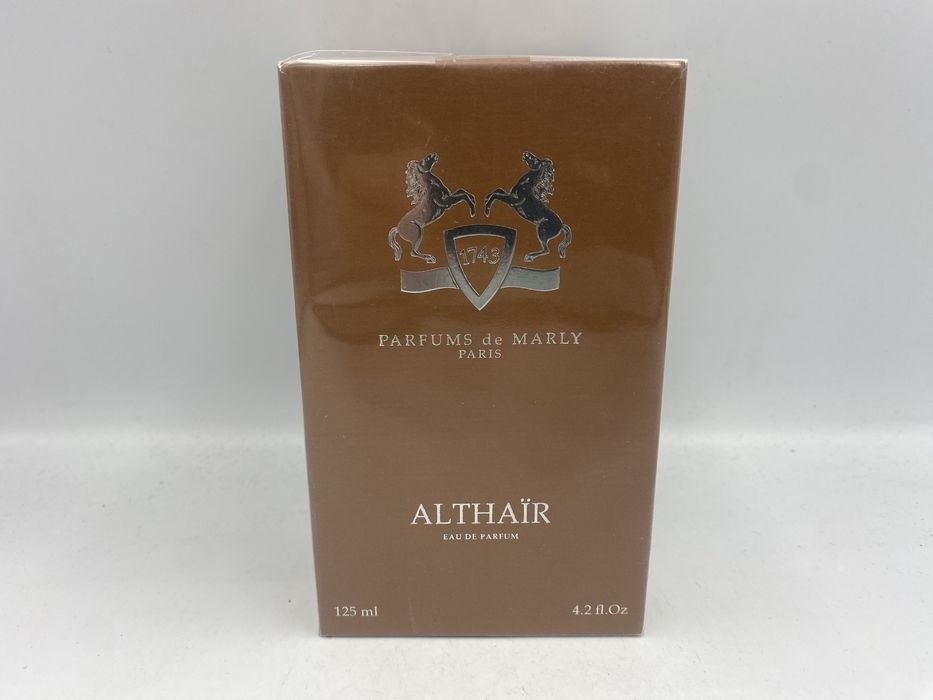 1743
PARFUMS de MARLY
PARIS
ALTHAÏR
EAU DE PARFUM
125 ml 4.2 fl.Oz